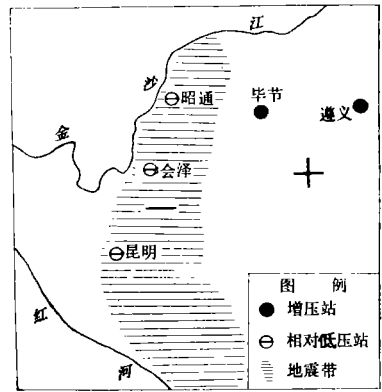 江
沙
昭通
毕节
遵义
金
会泽
昆明
红
河
图 例
增压站
相对低压站
地震带